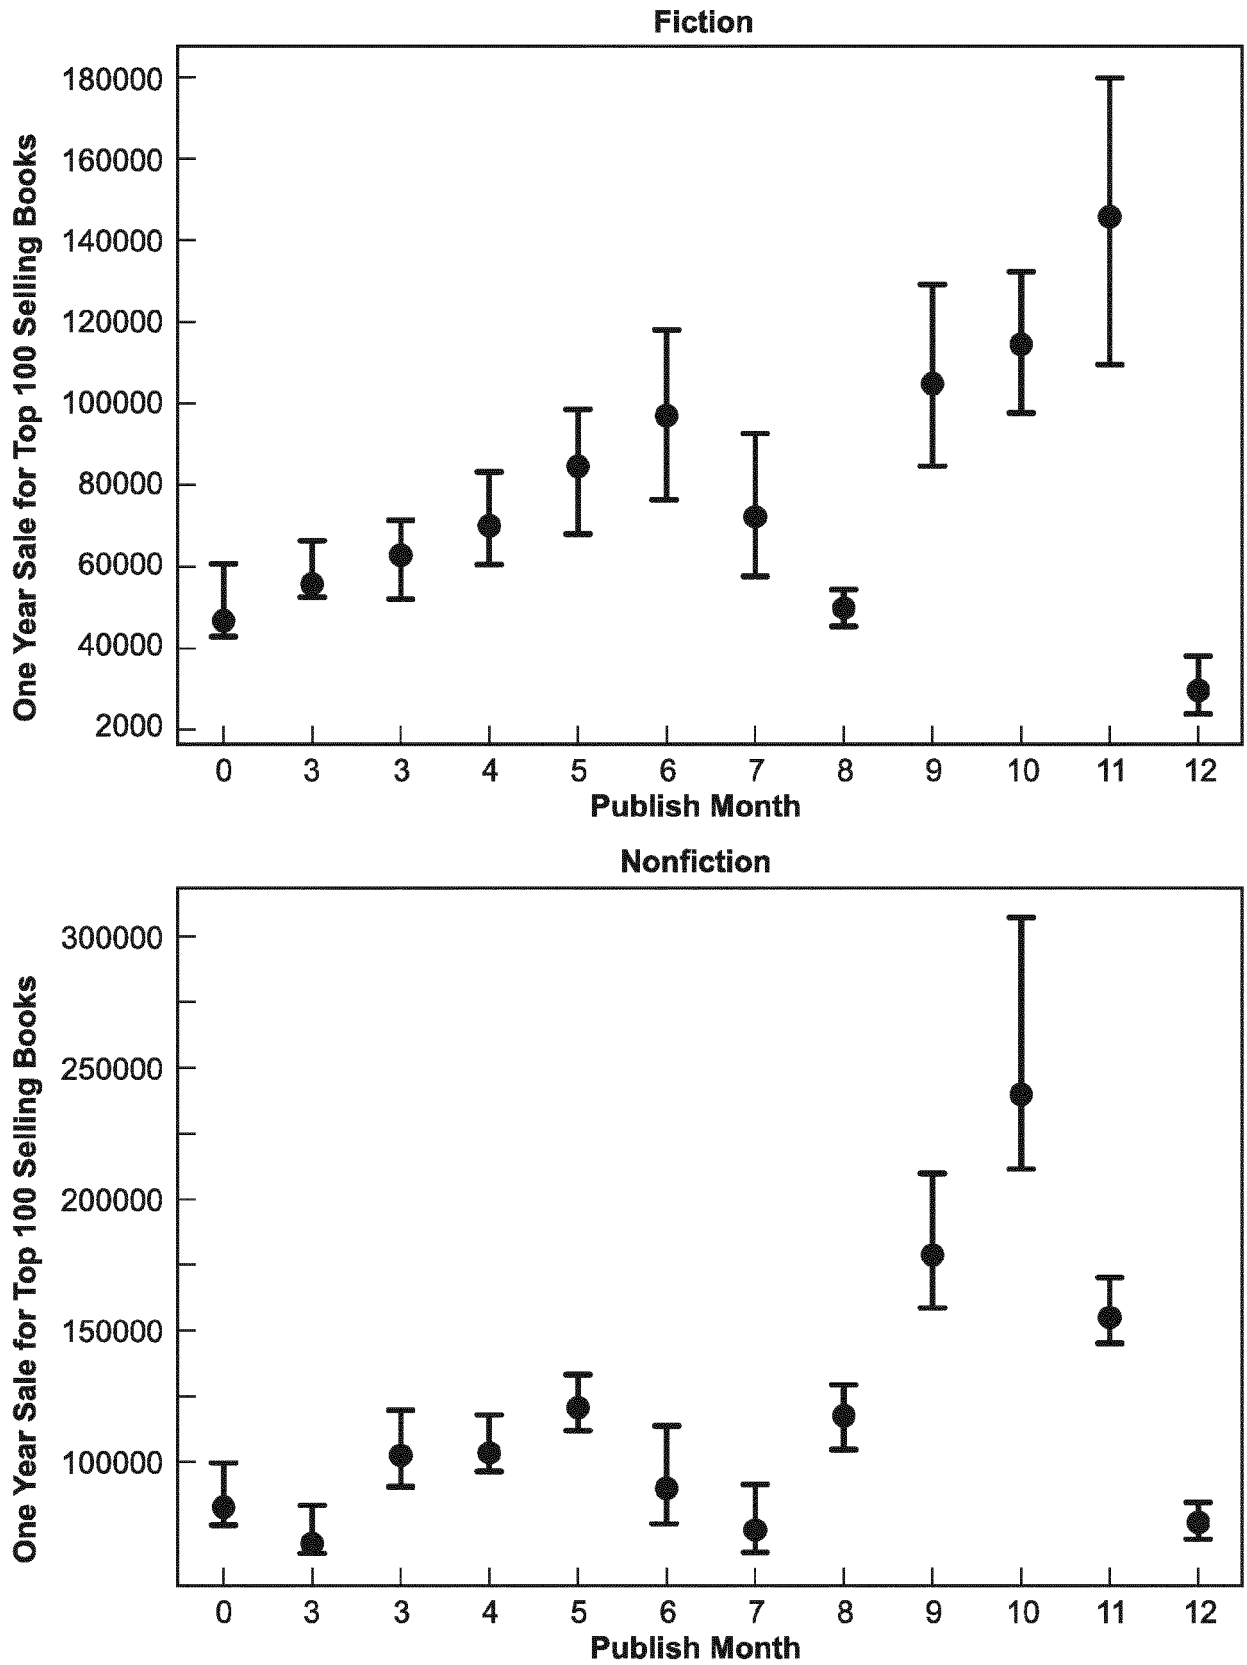 Fiction
One Year Sale for Top 100 Selling Books
180000
160000
140000
120000
100000
80000
60000
40000
2000
0 3 3 4 5 6 7 8 9 10 11 12
Publish Month
Nonfiction
One Year Sale for Top 100 Selling Books
300000
250000
200000
150000
100000
0 3 3 4 5 6 7 8 9 10 11 12
Publish Month